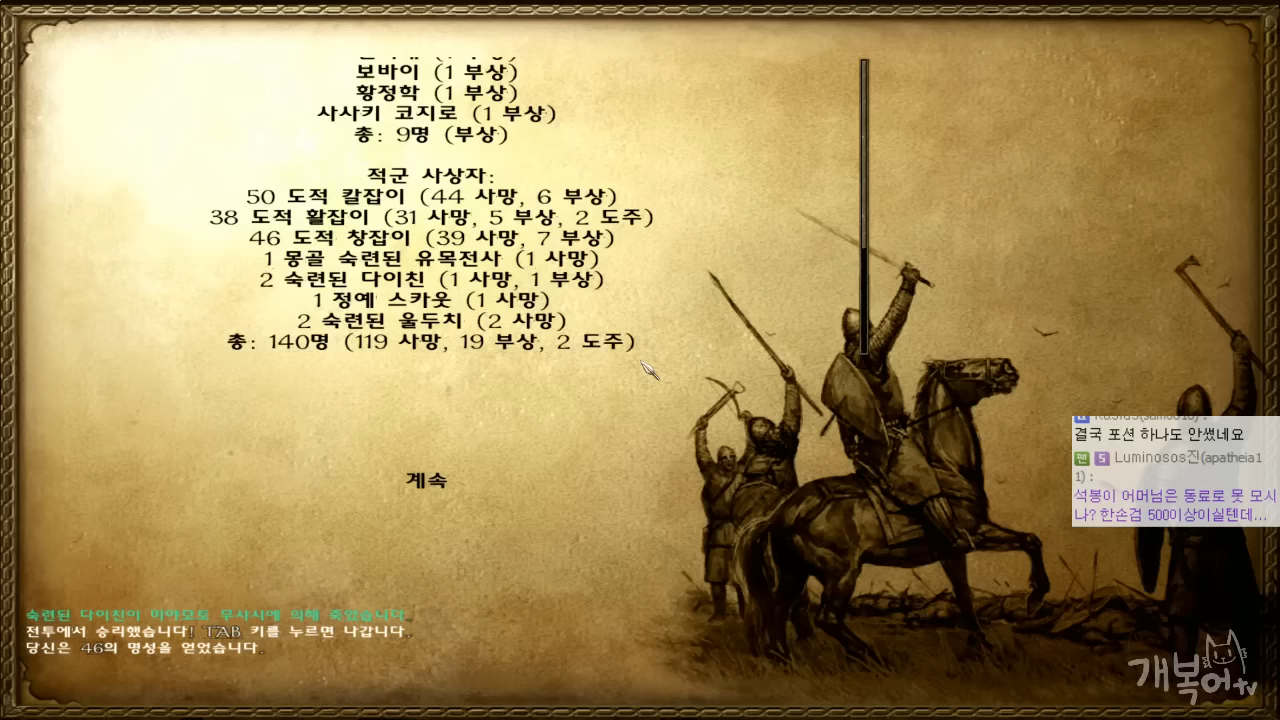 보바이 (1 부상)
황정학 (1 부상)
사사키 코지로 (1 부상)
총: 9명 (부상)
적군 사상자:
50 도적 칼잡이 (44 사망, 6 부상)
38 도적 활잡이 (31 사망, 5 부상, 2 도주)
46 도적 창잡이 (39 사망, 7 부상)
1 몽골 숙련된 유목전사 (1 사망)
2 숙련된 다이친 (1 사망, 1 부상)
1 정예 스카웃 (1 사망)
2 숙련된 울두치 (2 사망)
총: 140명 (119 사망, 19 부상, 2 도주)
계속
결국 포션 하나도 안썼네요
팬 5 Luminosos진(apatheia1
1) :
석봉이 어머님은 동료로 못 모시
나? 한손검 500이상이실텐데...
숙련된 다이친이 미야모토 무사시에 의해 죽었습니다.
전투에서 승리했습니다! TAB 키를 누르면 나갑니다.
당신은 46의 명성을 얻었습니다.
개복어tv